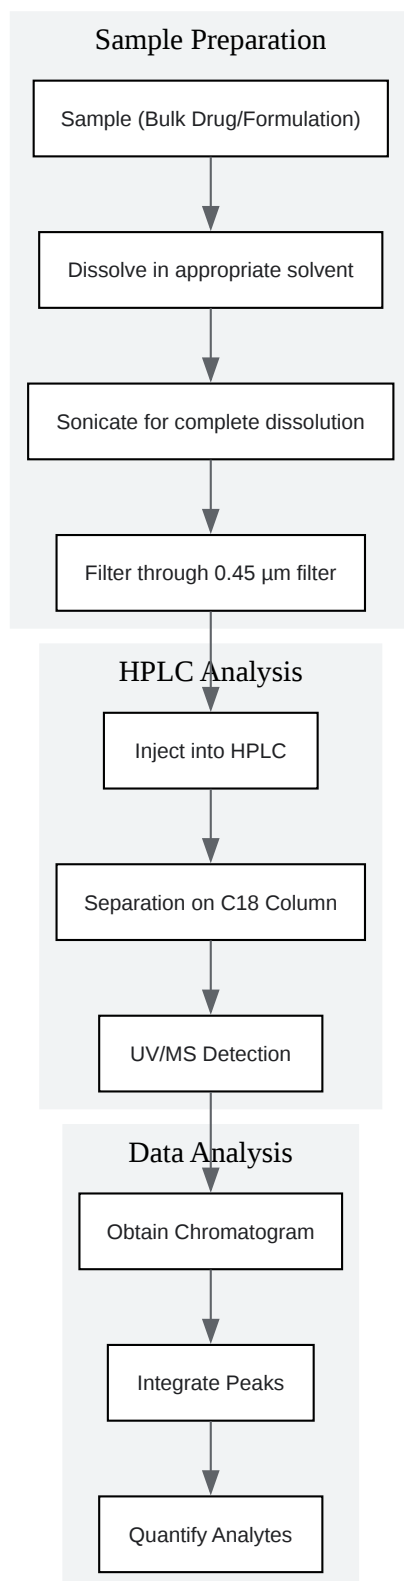 Sample Preparation
Sample (Bulk Drug/Formulation)
Dissolve in appropriate solvent
Sonicate for complete dissolution
Filter through 0.45 µm filter
HPLC Analysis
Inject into HPLC
Separation on C18 Column
UV/MS Detection
Data Analysis
Obtain Chromatogram
Integrate Peaks
Quantify Analytes